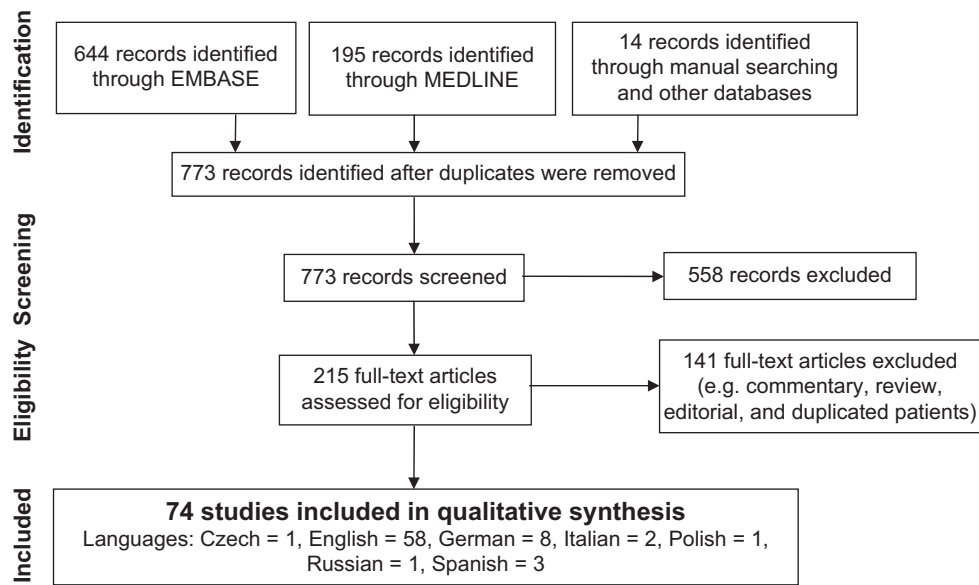 Identification
644 records identified
through EMBASE
195 records identified
through MEDLINE
14 records identified
through manual searching
and other databases
773 records identified after duplicates were removed
Screening
773 records screened
558 records excluded
Eligibility
215 full-text articles
assessed for eligibility
141 full-text articles excluded
(e.g. commentary, review,
editorial, and duplicated patients)
Included
74 studies included in qualitative synthesis
Languages: Czech = 1, English = 58, German = 8, Italian = 2, Polish = 1,
Russian = 1, Spanish = 3